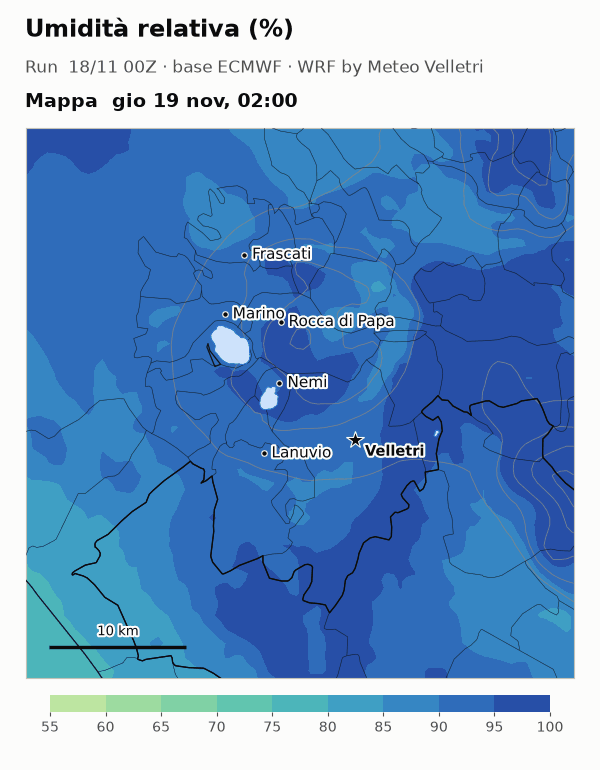 Umidità relativa (%)
Run  18/11 00Z · base ECMWF · WRF by Meteo Velletri
Mappa  gio 19 nov, 02:00
Frascati
Marino
Rocca di Papa
Nemi
Velletri
Lanuvio
10 km
55 60 65 70 75 80 85 90 95 100